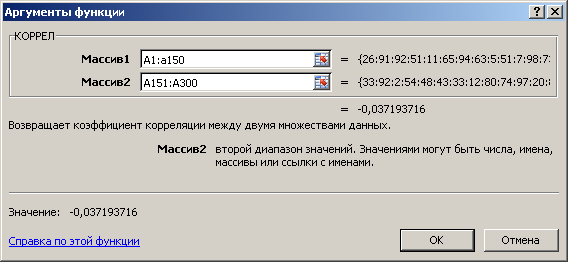 Аргументы функции
КОРРЕЛ
Массив1 A1:a150 = {26:91:92:51:11:65:94:63:5:51:7:98:7:
Массив2 A151:A300 = {33:92:2:54:48:43:33:12:80:74:97:20:
= -0,037193716
Возвращает коэффициент корреляции между двумя множествами данных.
Массив2 второй диапазон значений. Значениями могут быть числа, имена,
массивы или ссылки с именами.
Значение: -0,037193716
Справка по этой функции
ОК
Отмена